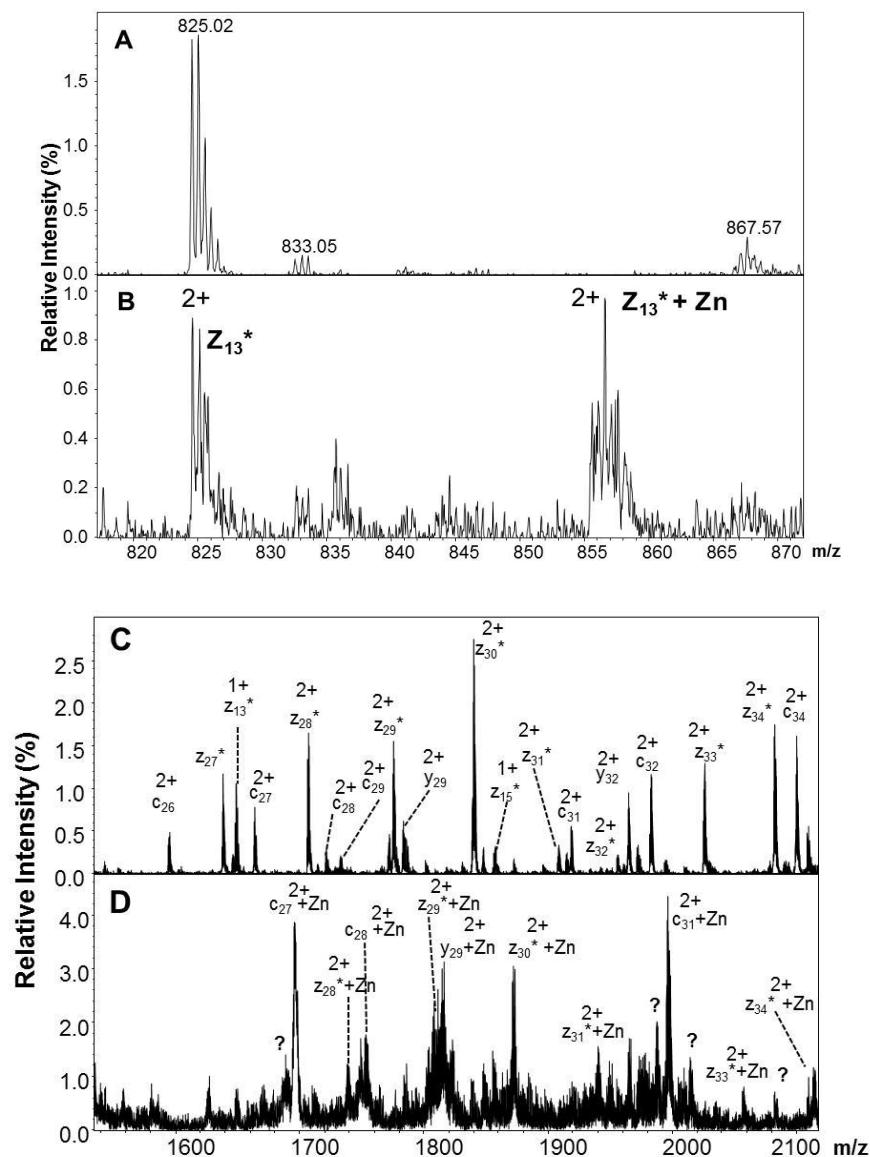 A
825.02
833.05
867.57
1.5
1.0
0.5
0.0
Relative Intensity (%)
B
2+
Z13*
2+ Z13* + Zn
1.0
0.8
0.6
0.4
0.2
0.0
Relative Intensity (%)
820 825 830 835 840 845 850 855 860 865 870 m/z
C
2+
c26
z27*
1+
z13*
2+
c27
2+
z28*
2+
c28
2+
c29
2+
z29*
2+
y29
2+
z30*
1+
z15*
2+
z31*
2+
c31
2+
y32
2+
z32*
2+
c32
2+
z33*
2+
z34*
2+
c34
2.5
2.0
1.5
1.0
0.5
0.0
Relative Intensity (%)
D
?
2+
c27+Zn
2+
z28*+Zn
2+
c28+Zn
2+
z29*+Zn
2+
y29+Zn
2+
z30*+Zn
2+
z31*+Zn
?
2+
c31+Zn
?
2+
z33*+Zn
?
2+
z34*+Zn
4.0
3.0
2.0
1.0
0.0
Relative Intensity (%)
1600 1700 1800 1900 2000 2100 m/z